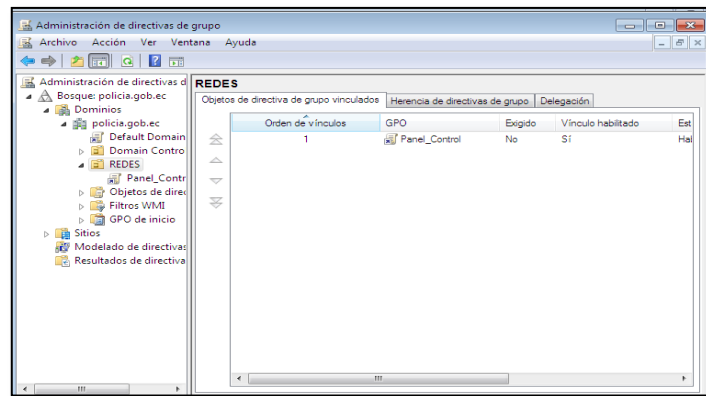 Administración de directivas de grupo
Archivo Acción Ver Ventana Ayuda
Administración de directivas d
Bosque: policia.gob.ec
Dominios
policia.gob.ec
Default Domain
Domain Contro
REDES
Panel_Contr
Objetos de direc
Filtros WMI
GPO de inicio
Sitios
Modelado de directivas
Resultados de directiva
REDES
Objetos de directiva de grupo vinculados Herencia de directivas de grupo Delegación
Orden de vínculos GPO Exigido Vínculo habilitado Est
1 Panel_Control No Sí Hal